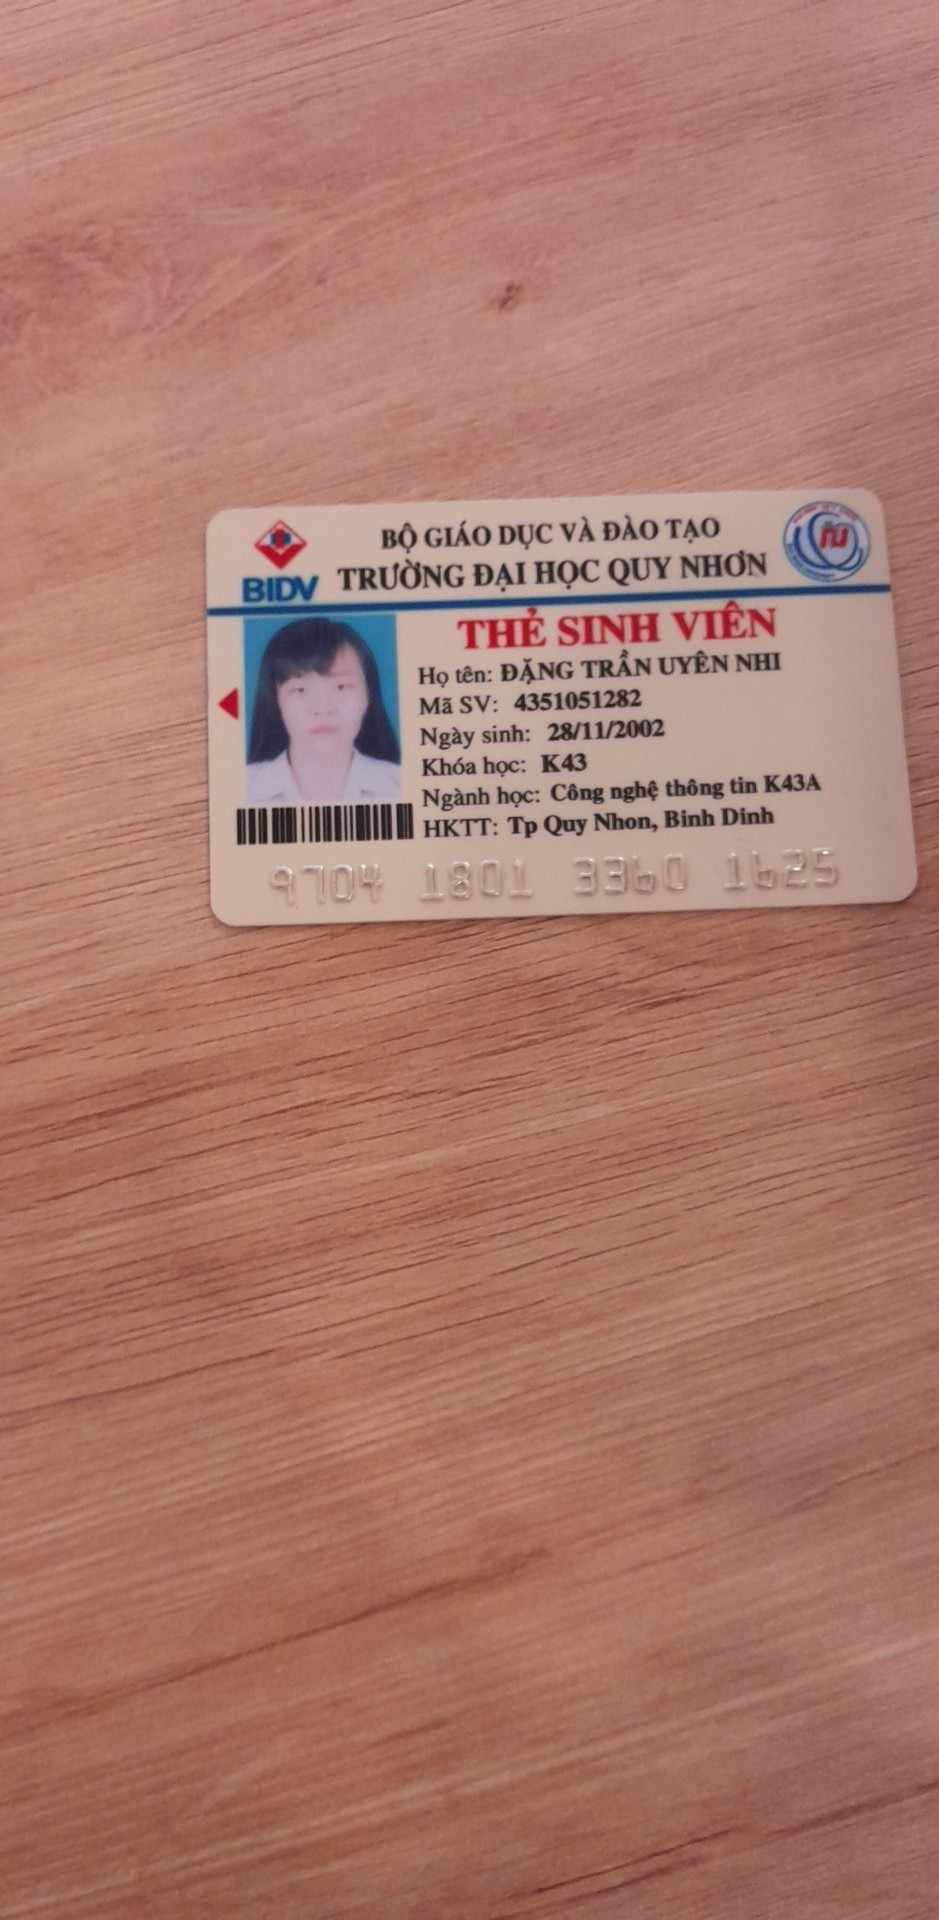 BIDV
BỘ GIÁO DỤC VÀ ĐÀO TẠO
TRƯỜNG ĐẠI HỌC QUY NHƠN
THẺ SINH VIÊN
Họ tên: ĐẶNG TRẦN UYÊN NHI
Mã SV: 4351051282
Ngày sinh: 28/11/2002
Khóa học: K43
Ngành học: Công nghệ thông tin K43A
HKTT: Tp Quy Nhon, Binh Dinh
9704 1801 3360 1625